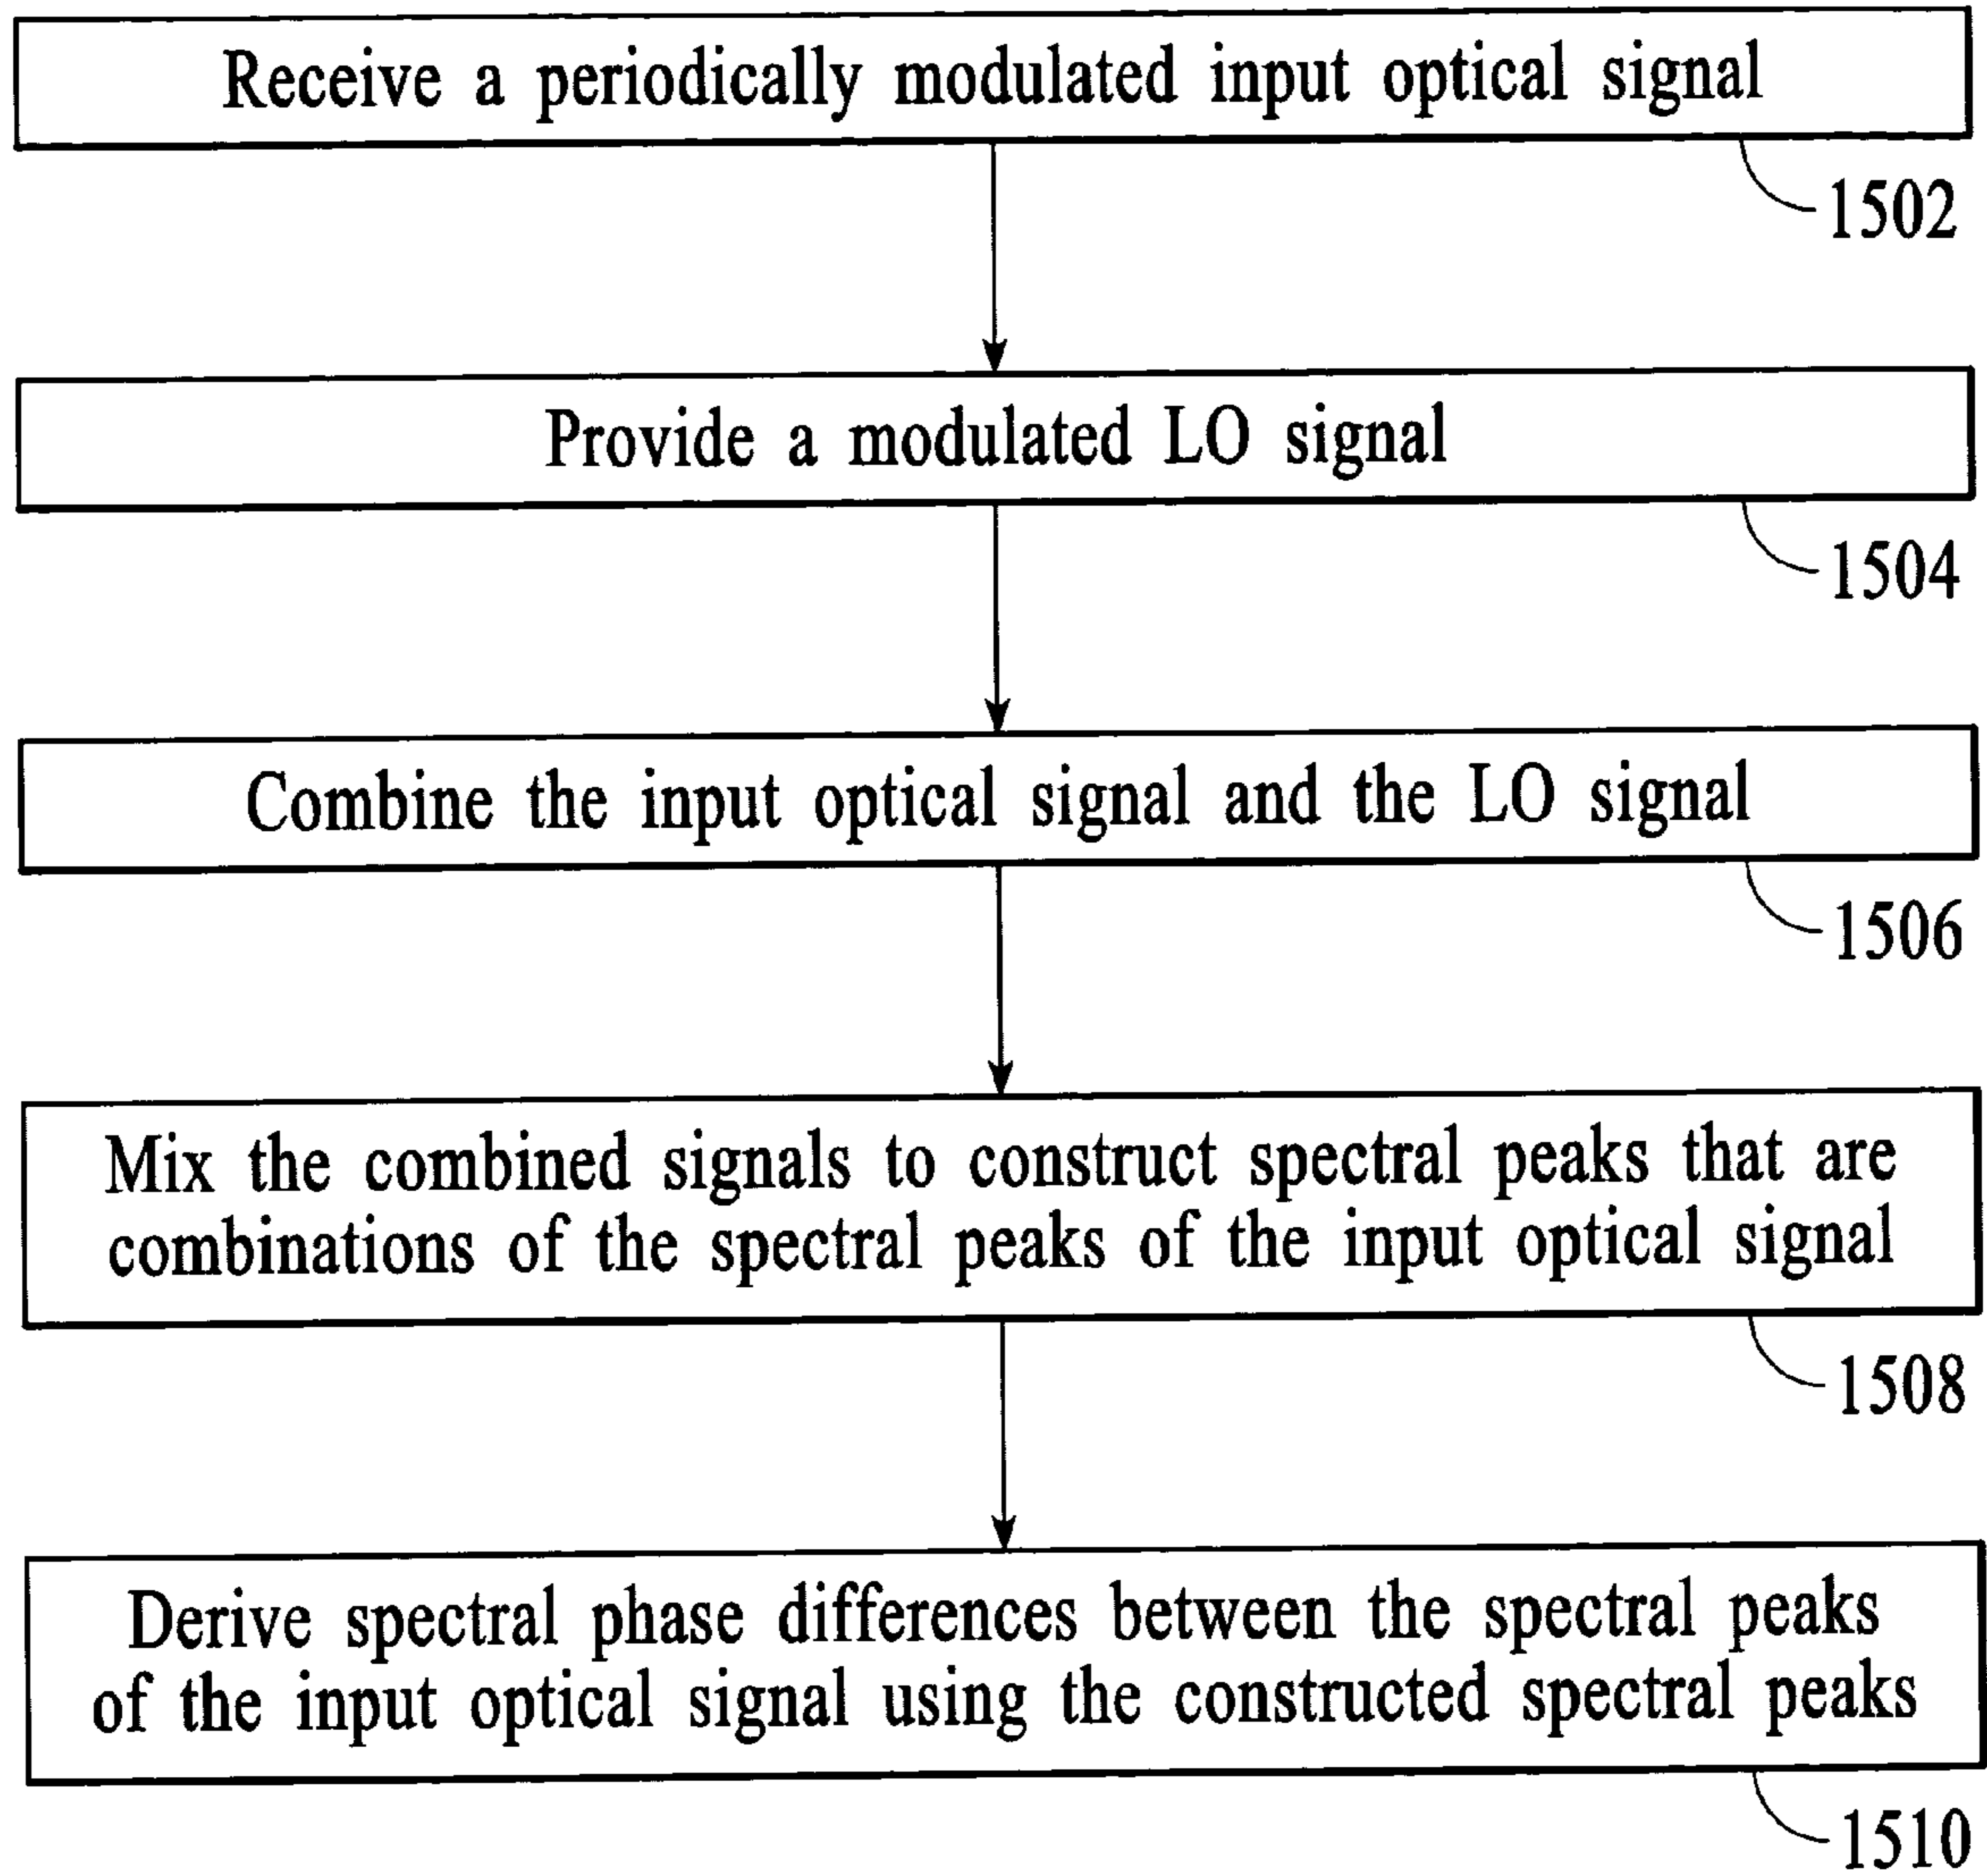 Receive a periodically modulated input optical signal
1502
Provide a modulated LO signal
1504
Combine the input optical signal and the LO signal
1506
Mix the combined signals to construct spectral peaks that are
combinations of the spectral peaks of the input optical signal
1508
Derive spectral phase differences between the spectral peaks
of the input optical signal using the constructed spectral peaks
1510